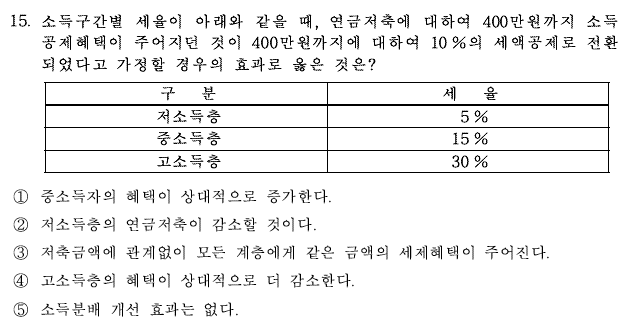 15. 소득구간별 세율이 아래와 같을 때, 연금저축에 대하여 400만원까지 소득
공제혜택이 주어지던 것이 400만원까지에 대하여 10%의 세액공제로 전환
되었다고 가정할 경우의 효과로 옳은 것은?
구 분 세 율
저소득층 5%
중소득층 15%
고소득층 30%
① 중소득자의 혜택이 상대적으로 증가한다.
② 저소득층의 연금저축이 감소할 것이다.
③ 저축금액에 관계없이 모든 계층에게 같은 금액의 세제혜택이 주어진다.
④ 고소득층의 혜택이 상대적으로 더 감소한다.
⑤ 소득분배 개선 효과는 없다.